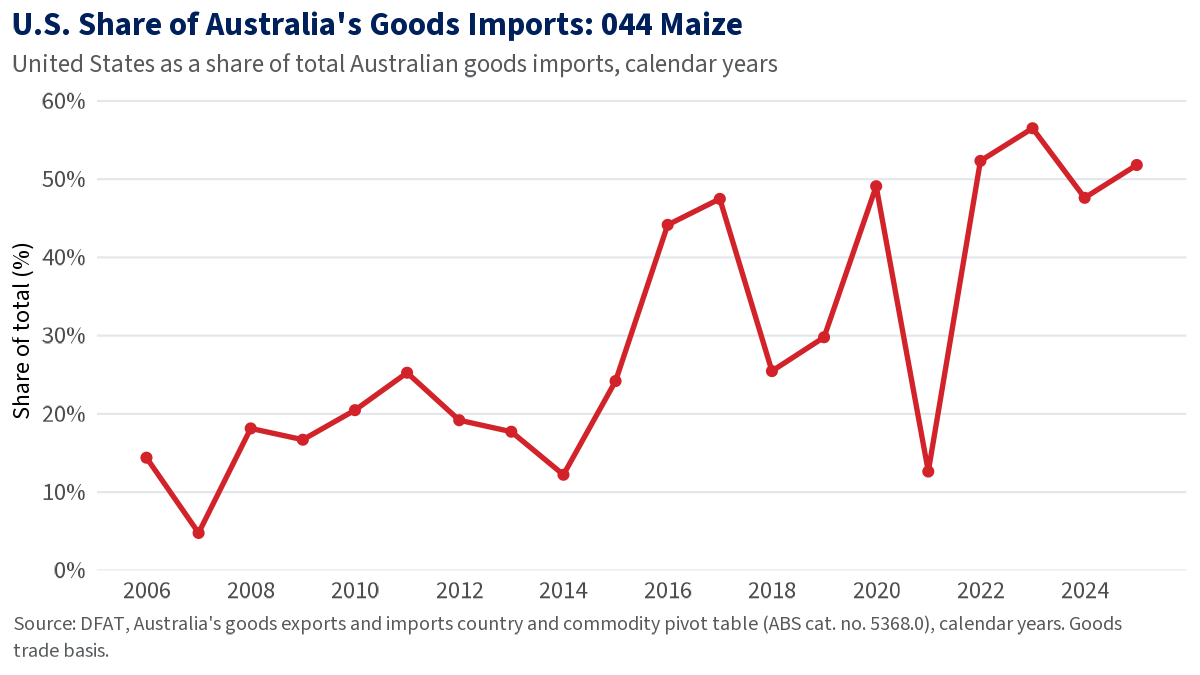 U.S. Share of Australia's Goods Imports: 044 Maize
United States as a share of total Australian goods imports, calendar years
Share of total (%)
60%
50%
40%
30%
20%
10%
0%
2006 2008 2010 2012 2014 2016 2018 2020 2022 2024
Source: DFAT, Australia's goods exports and imports country and commodity pivot table (ABS cat. no. 5368.0), calendar years. Goods
trade basis.